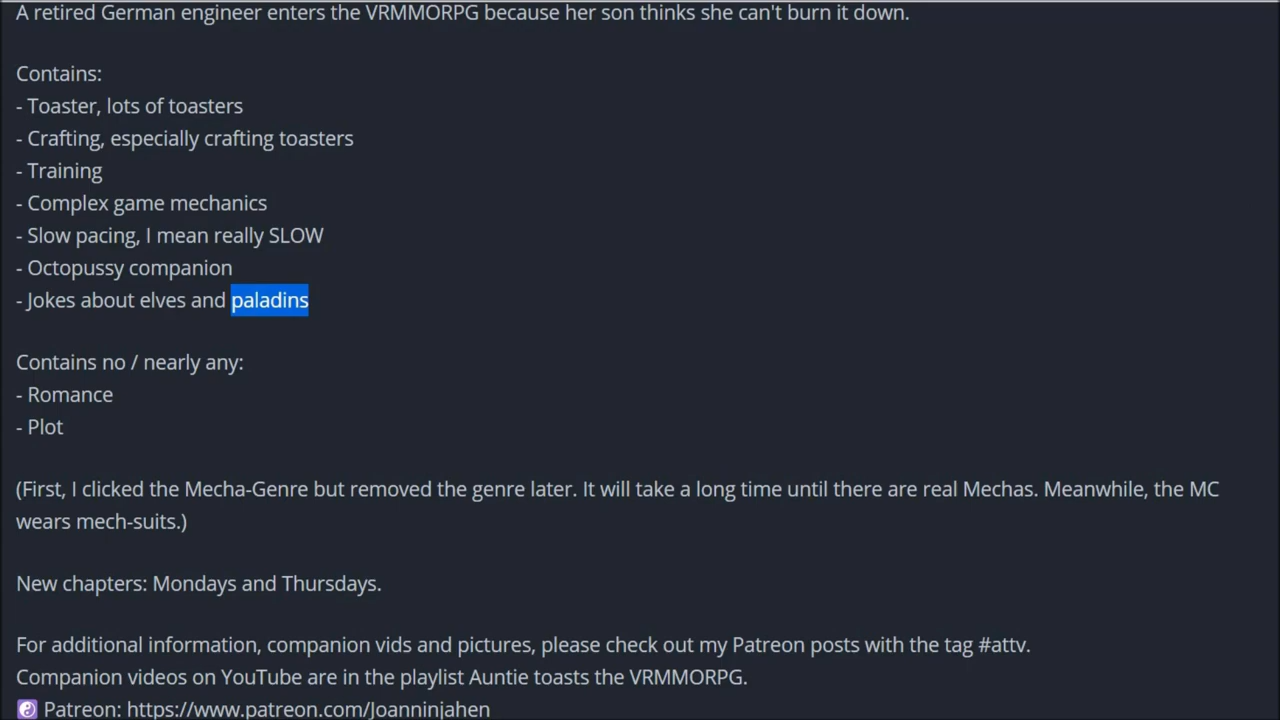 A retired German engineer enters the VRMMORPG because her son thinks she can't burn it down.
Contains:
- Toaster, lots of toasters
- Crafting, especially crafting toasters
- Training
- Complex game mechanics
- Slow pacing, I mean really SLOW
- Octopussy companion
- Jokes about elves and paladins
Contains no / nearly any:
- Romance
- Plot
(First, I clicked the Mecha-Genre but removed the genre later. It will take a long time until there are real Mechas. Meanwhile, the MC
wears mech-suits.)
New chapters: Mondays and Thursdays.
For additional information, companion vids and pictures, please check out my Patreon posts with the tag #attv.
Companion videos on YouTube are in the playlist Auntie toasts the VRMMORPG.
☯️ Patreon: https://www.patreon.com/Joanninjahen